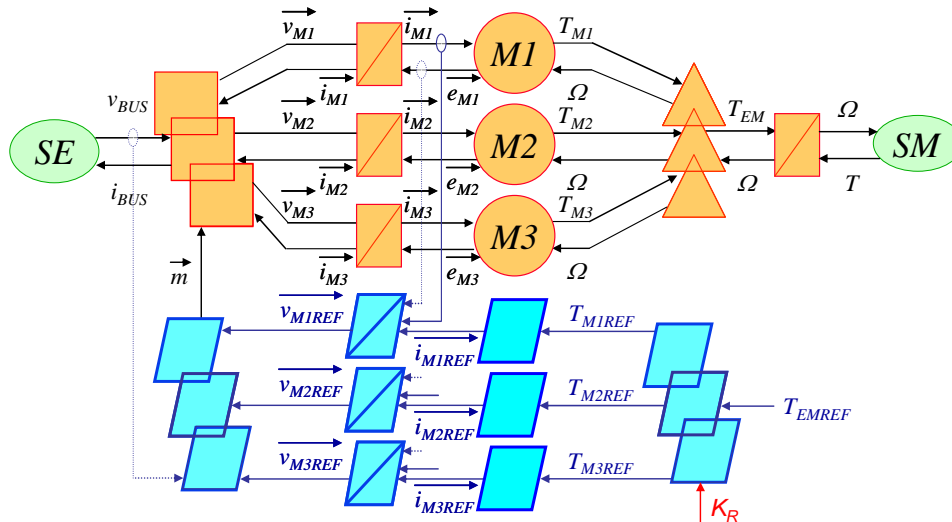 v_M1 i_M1 T_M1
M1
v_BUS i_M1 e_M1 Ω
v_M2 i_M2 T_M2 T_EM Ω
SE M2 SM
i_BUS i_M2 e_M2 Ω Ω T
v_M3 i_M3 T_M3
M3
i_M3 e_M3 Ω
m
v_M1REF T_M1REF
i_M1REF
v_M2REF T_M2REF T_EMREF
i_M2REF
v_M3REF T_M3REF
i_M3REF K_R